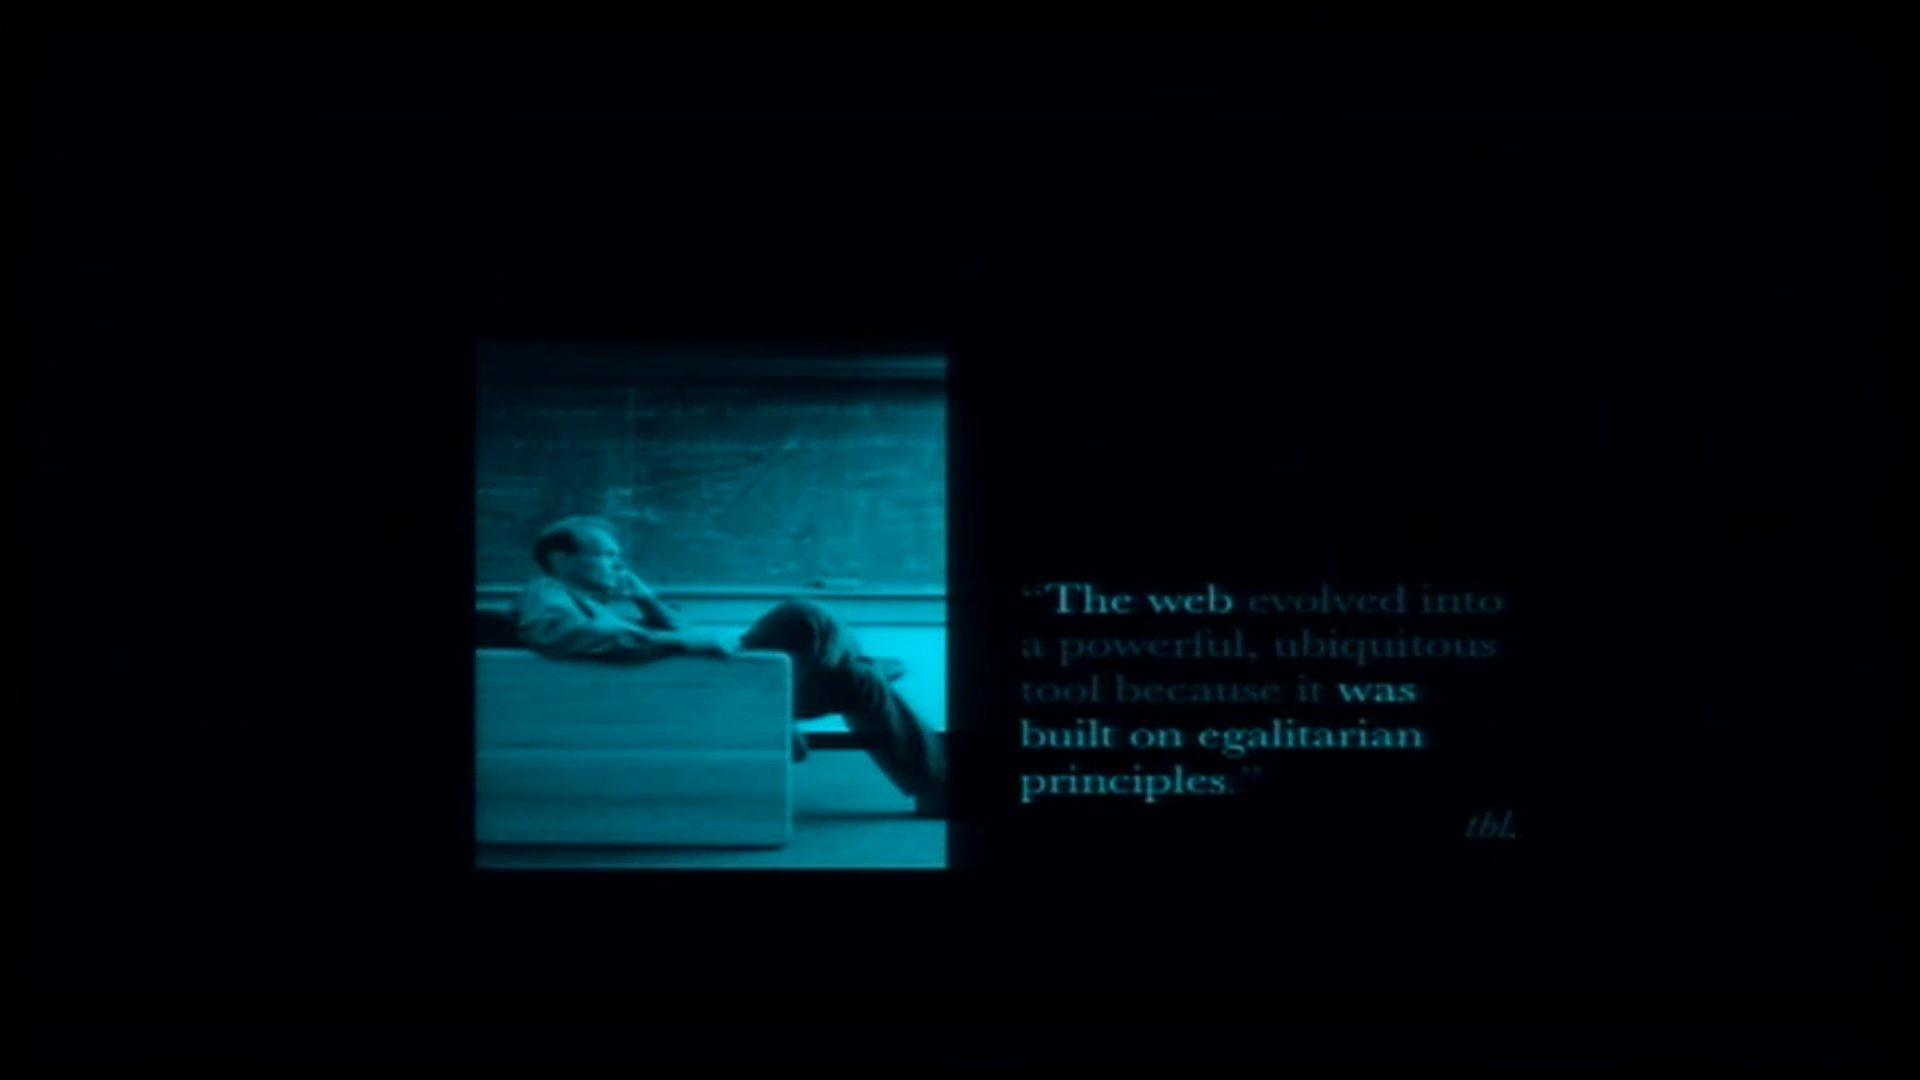 “The web evolved into
a powerful, ubiquitous
tool because it was
built on egalitarian
principles.”
tbl.